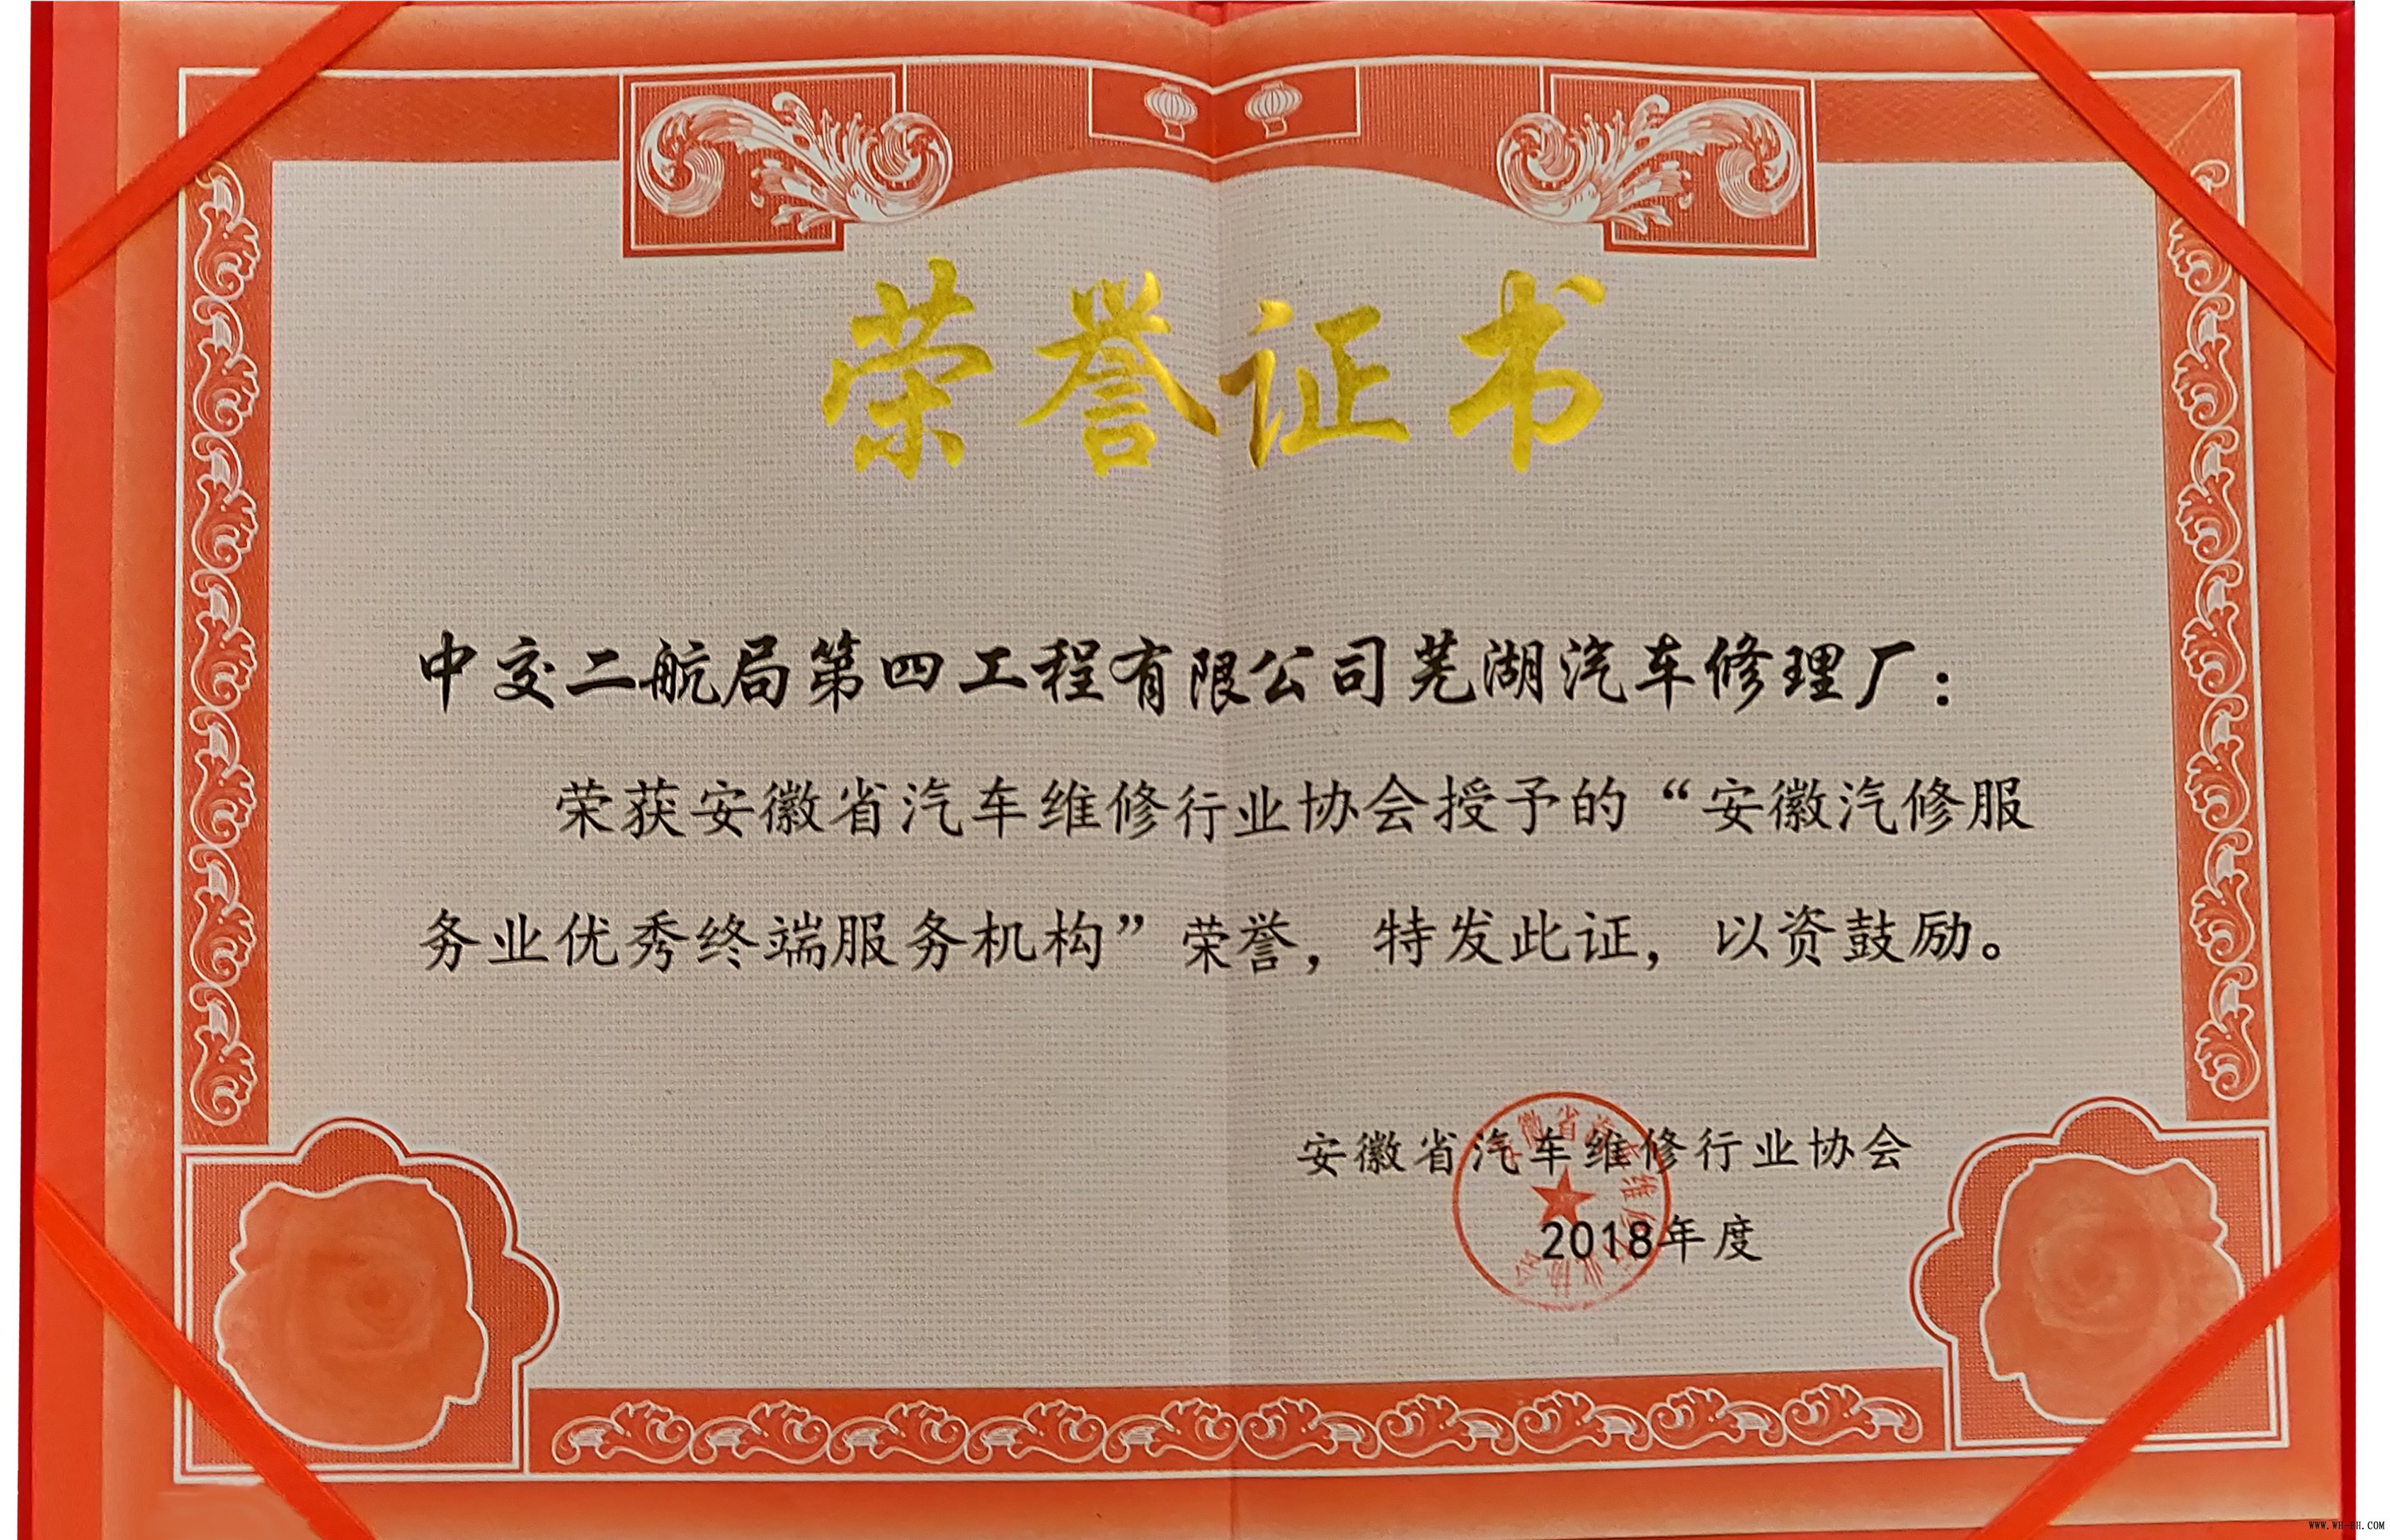 荣誉证书
中交二航局第四工程有限公司芜湖汽车修理厂：
荣获安徽省汽车维修行业协会授予的“安徽汽修服
务业优秀终端服务机构”荣誉，特发此证，以资鼓励。
安徽省汽车维修行业协会
2018年度
WWW.WH-EH.COM